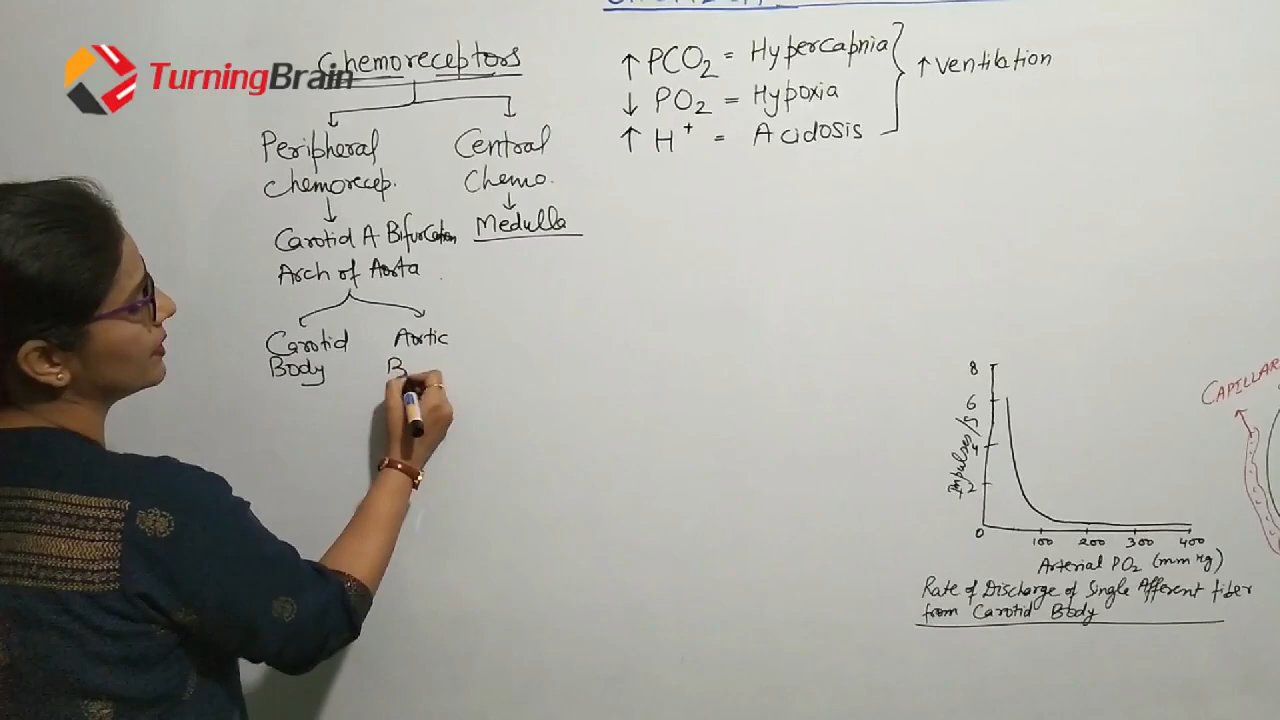 TurningBrain
Chemoreceptors
Peripheral
chemorecep.
Central
Chemo.
Carotid A Bifurcation
Arch of Aorta
Medulla
Carotid
Body
Aortic
B
↑ PCO2 = Hypercapnia
↓ PO2 = Hypoxia
↑ H+ = Acidosis
↑ ventilation
8
6
4
2
0
Impulses/S
100 200 300 400
Arterial PO2 (mm Hg)
Rate of Discharge of Single Afferent fiber
from Carotid Body